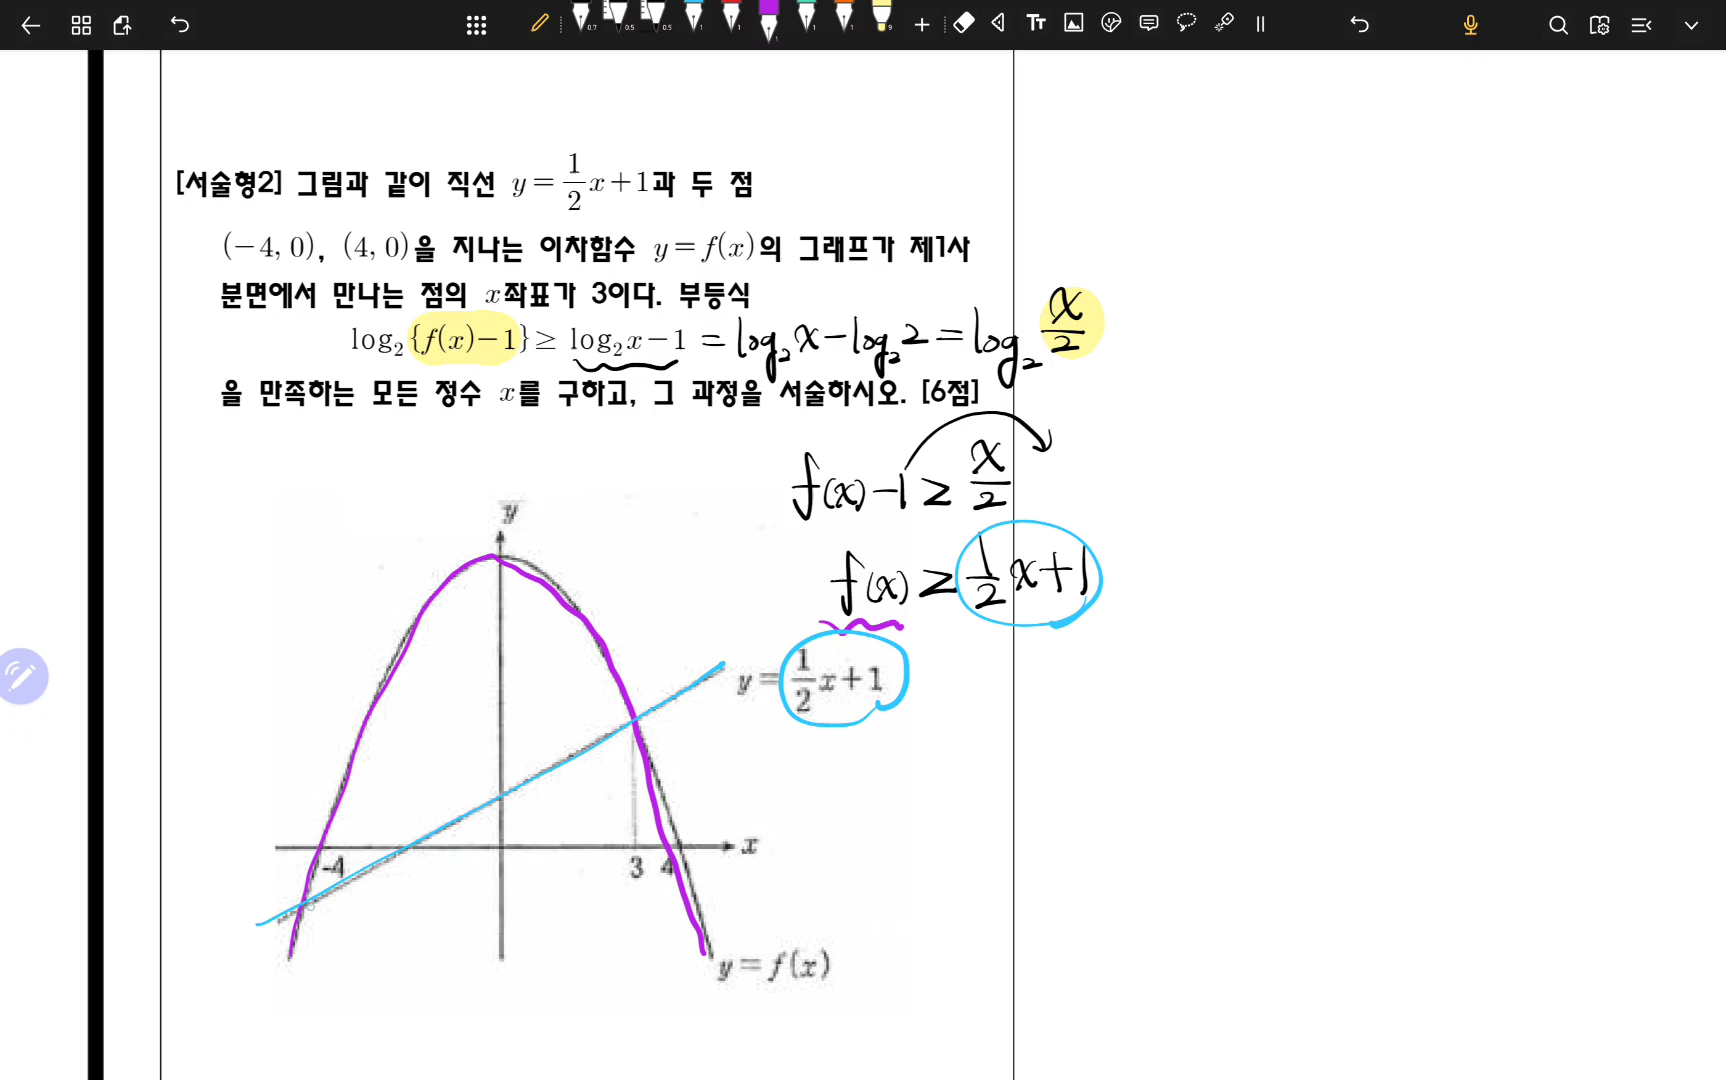 [서술형2] 그림과 같이 직선 y=\frac{1}{2}x+1과 두 점
(-4, 0), (4, 0)을 지나는 이차함수 y=f(x)의 그래프가 제1사
분면에서 만나는 점의 x좌표가 3이다. 부등식
log₂{f(x)-1}≥log₂x-1 = log₂x-log₂2 = log₂\frac{x}{2}
을 만족하는 모든 정수 x를 구하고, 그 과정을 서술하시오. [6점]
f(x)-1 ≥ \frac{x}{2}
f(x) ≥ \frac{1}{2}x+1
y
y=\frac{1}{2}x+1
x
-4 3 4
y=f(x)